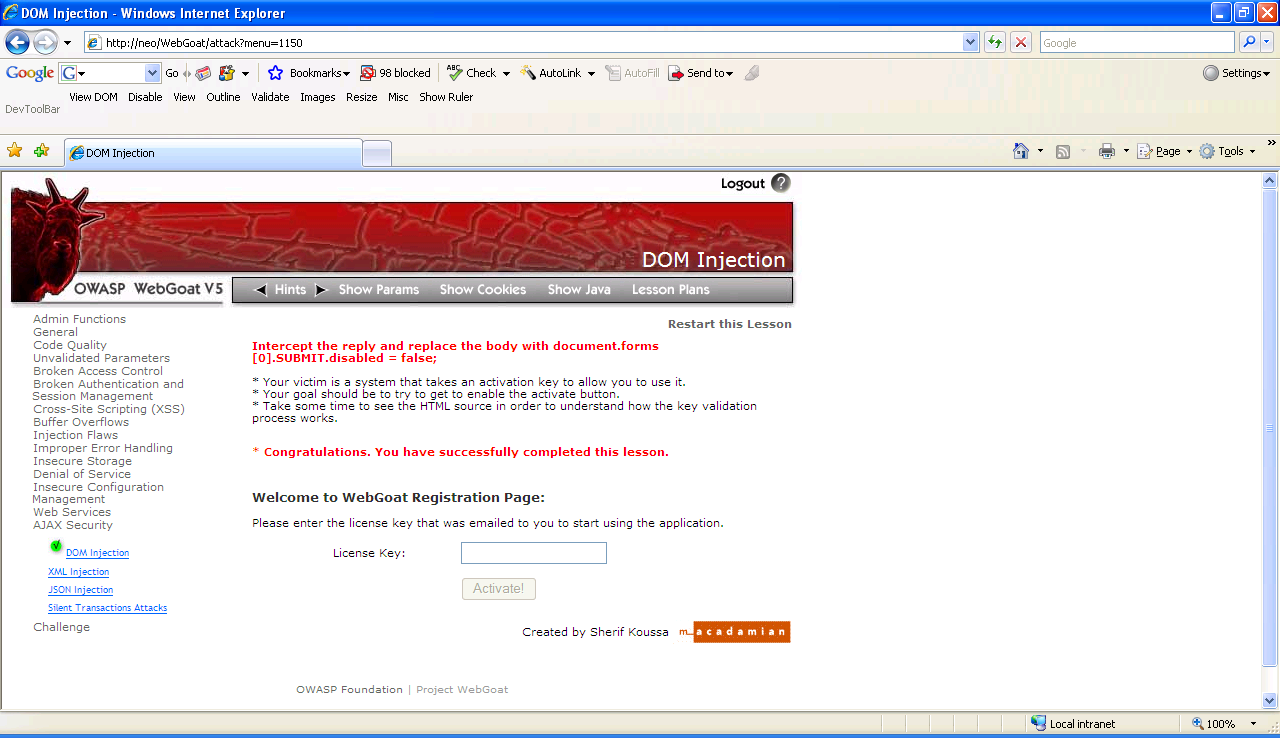 DOM Injection - Windows Internet Explorer
http://neo/WebGoat/attack?menu=1150
Google
Google G Go Bookmarks 98 blocked ABC Check AutoLink AutoFill Send to Settings
View DOM Disable View Outline Validate Images Resize Misc Show Ruler
DevToolBar
DOM Injection
Page Tools »
Logout ?
DOM Injection
OWASP WebGoat V5
Hints Show Params Show Cookies Show Java Lesson Plans
Admin Functions
General
Code Quality
Unvalidated Parameters
Broken Access Control
Broken Authentication and
Session Management
Cross-Site Scripting (XSS)
Buffer Overflows
Injection Flaws
Improper Error Handling
Insecure Storage
Denial of Service
Insecure Configuration
Management
Web Services
AJAX Security
DOM Injection
XML Injection
JSON Injection
Silent Transactions Attacks
Challenge
Restart this Lesson
Intercept the reply and replace the body with document.forms
[0].SUBMIT.disabled = false;
* Your victim is a system that takes an activation key to allow you to use it.
* Your goal should be to try to get to enable the activate button.
* Take some time to see the HTML source in order to understand how the key validation
process works.
* Congratulations. You have successfully completed this lesson.
Welcome to WebGoat Registration Page:
Please enter the license key that was emailed to you to start using the application.
License Key:
Activate!
Created by Sherif Koussa m_acadamian
OWASP Foundation | Project WebGoat
Local intranet 100%